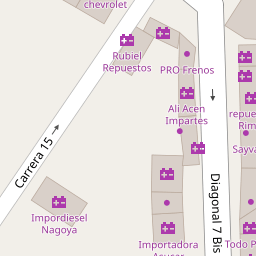 chevrolet
Rubiel
Repuestos
PRO Frenos
Ali Acen
Impartes
repue
Rim
Sayva
Carrera 15 →
Diagonal 7 Bis
→
Impordiesel
Nagoya
Importadora
Acucar
Todo P